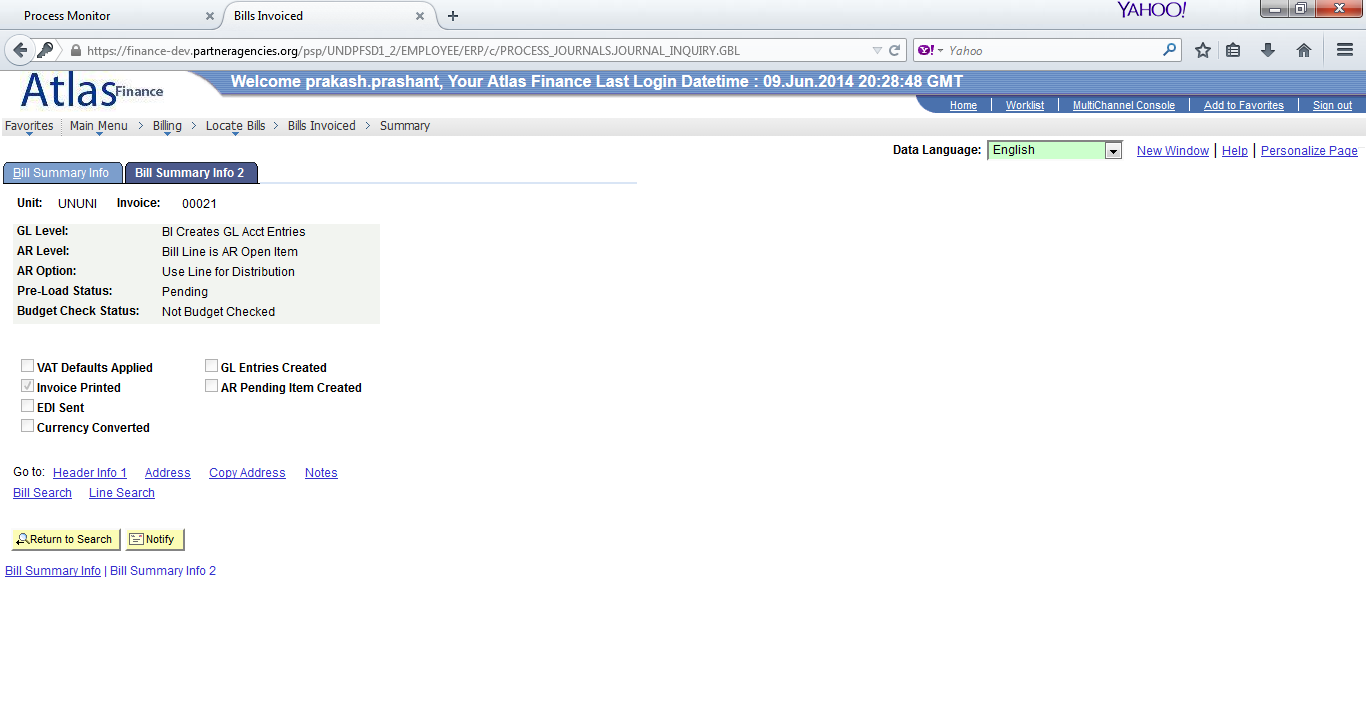 Process Monitor
Bills Invoiced
YAHOO!
https://finance-dev.partneragencies.org/psp/UNDPFSD1_2/EMPLOYEE/ERP/c/PROCESS_JOURNALS.JOURNAL_INQUIRY.GBL
Yahoo
Atlas Finance
Welcome prakash.prashant, Your Atlas Finance Last Login Datetime : 09.Jun.2014 20:28:48 GMT
Home Worklist MultiChannel Console Add to Favorites Sign out
Favorites Main Menu > Billing > Locate Bills > Bills Invoiced > Summary
Data Language: English New Window | Help | Personalize Page
Bill Summary Info Bill Summary Info 2
Unit: UNUNI Invoice: 00021
GL Level: BI Creates GL Acct Entries
AR Level: Bill Line is AR Open Item
AR Option: Use Line for Distribution
Pre-Load Status: Pending
Budget Check Status: Not Budget Checked
VAT Defaults Applied GL Entries Created
Invoice Printed AR Pending Item Created
EDI Sent
Currency Converted
Go to: Header Info 1 Address Copy Address Notes
Bill Search Line Search
Return to Search Notify
Bill Summary Info | Bill Summary Info 2